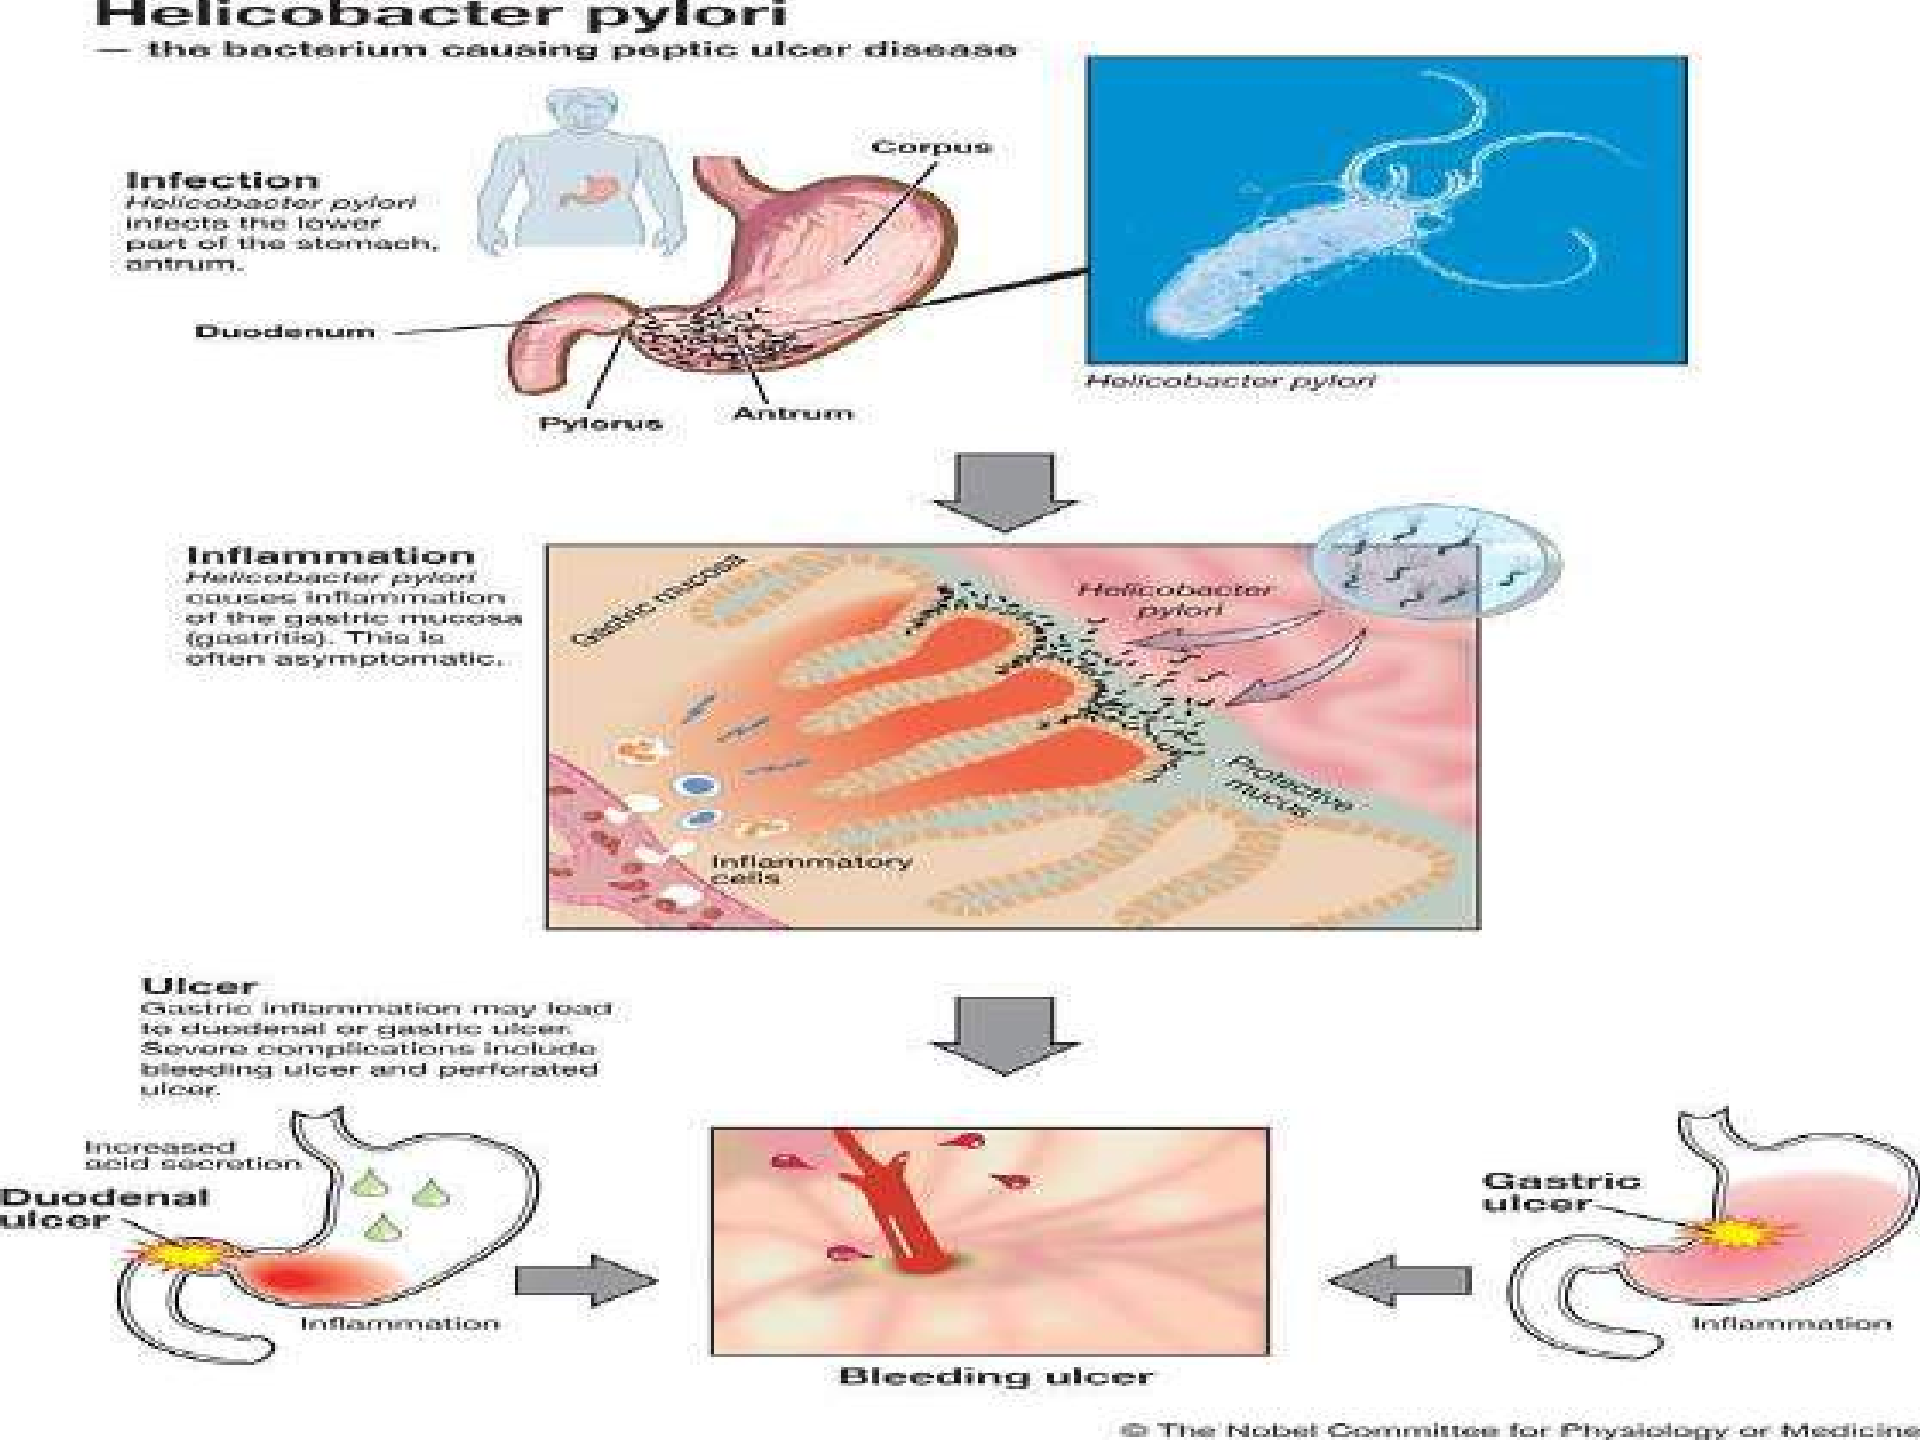 Helicobacter pylori
— the bacterium causing peptic ulcer disease
Corpus
Infection
Helicobacter pylori
infects the lower
part of the stomach,
antrum.
Duodenum
Helicobacter pylori
Antrum
Pylorus
Inflammation
Helicobacter pylori
causes inflammation
of the gastric mucosa
(gastritis). This is
often asymptomatic.
Gastric mucosa
Helicobacter
pylori
Protective
mucus
Inflammatory
cells
Ulcer
Gastric inflammation may lead
to duodenal or gastric ulcer.
Severe complications include
bleeding ulcer and perforated
ulcer.
Increased
acid secretion
Duodenal
ulcer
Inflammation
Gastric
ulcer
Inflammation
Bleeding ulcer
© The Nobel Committee for Physiology or Medicine